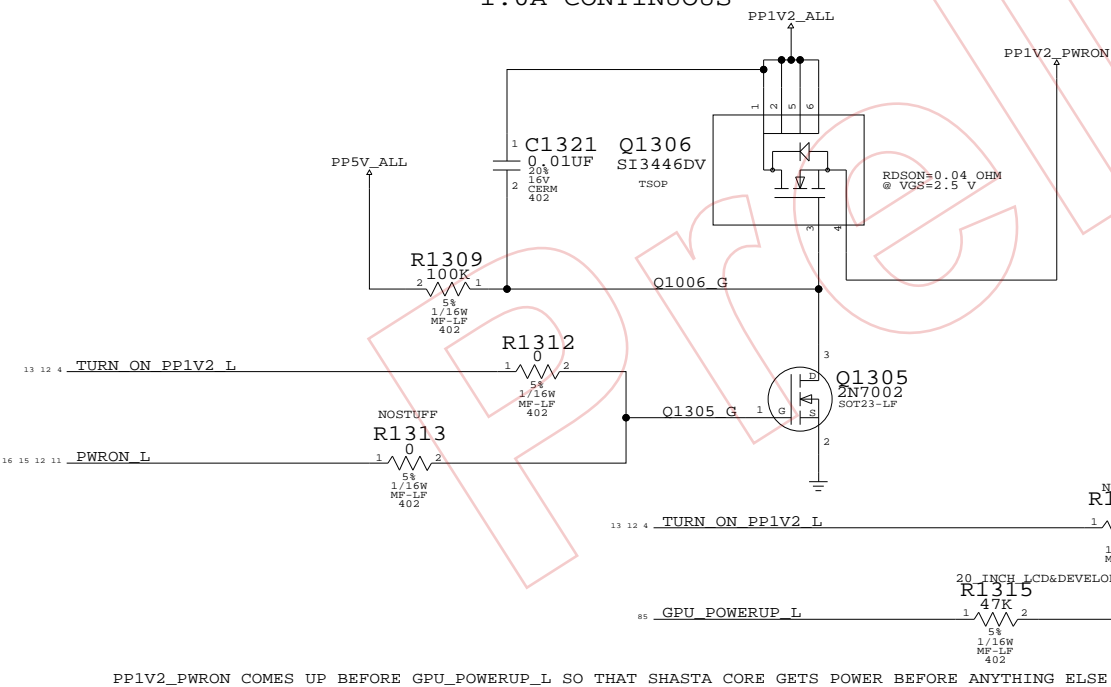 1.0A CONTINUOUS
PP1V2_ALL
PP1V2_PWRON
1
2
5
6
1
C1321
0.01UF
20%
16V
CERM
402
2
Q1306
SI3446DV
TSOP
RDSON=0.04 OHM
@ VGS=2.5 V
3
4
PP5V_ALL
R1309
100K
2
1
5%
1/16W
MF-LF
402
Q1006_G
R1312
0
1
2
5%
1/16W
MF-LF
402
13 12 4
TURN_ON_PP1V2_L
3
D
Q1305
2N7002
SOT23-LF
Q1305_G
1
G
S
2
NOSTUFF
R1313
0
1
2
5%
1/16W
MF-LF
402
16 15 12 11
PWRON_L
13 12 4
TURN_ON_PP1V2_L
N
R1
1
1
M
20_INCH_LCD&DEVELO
R1315
47K
1
2
5%
1/16W
MF-LF
402
85
GPU_POWERUP_L
PP1V2_PWRON COMES UP BEFORE GPU_POWERUP_L SO THAT SHASTA CORE GETS POWER BEFORE ANYTHING ELSE
Prel